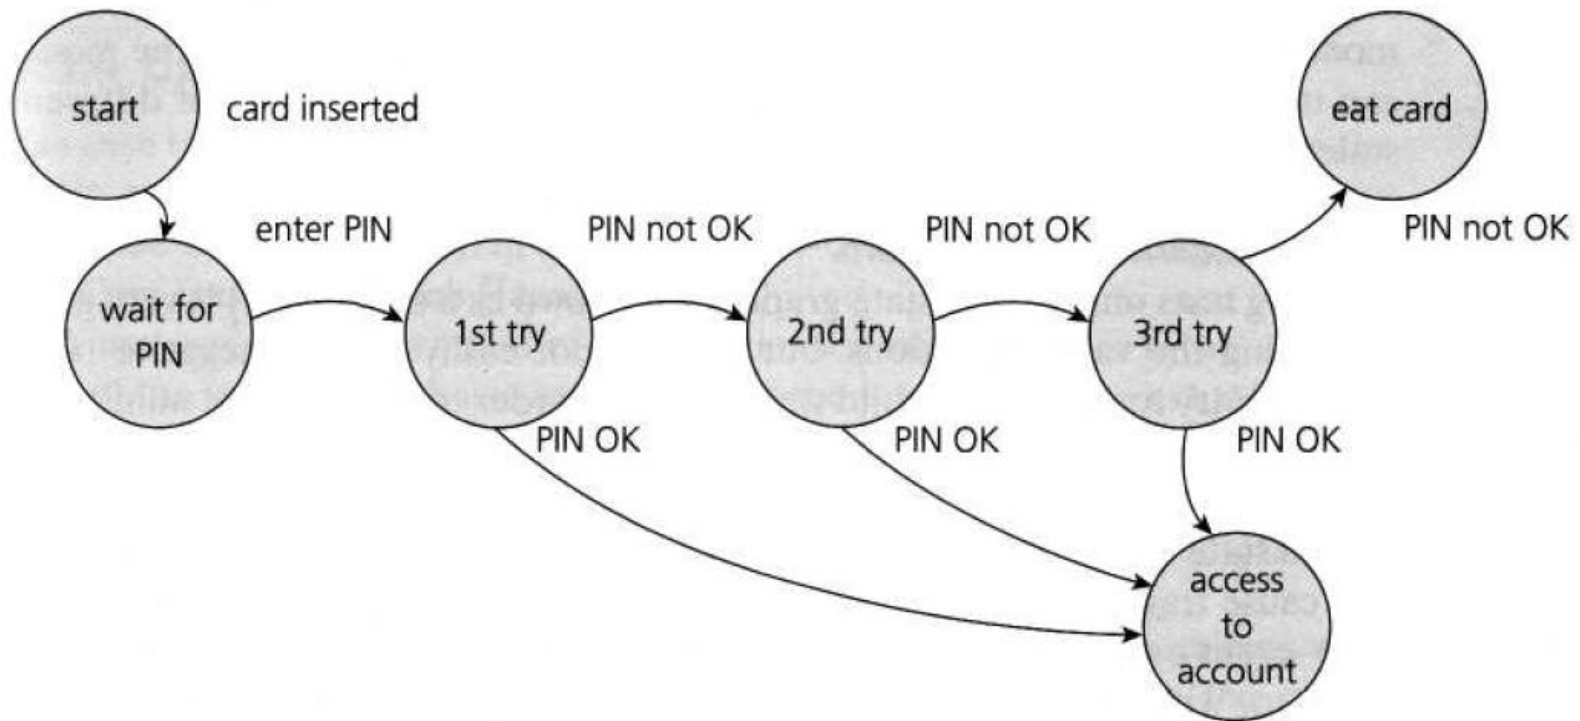 start
card inserted
eat card
enter PIN
PIN not OK
PIN not OK
PIN not OK
wait for
PIN
1st try
2nd try
3rd try
PIN OK
PIN OK
PIN OK
access
to
account